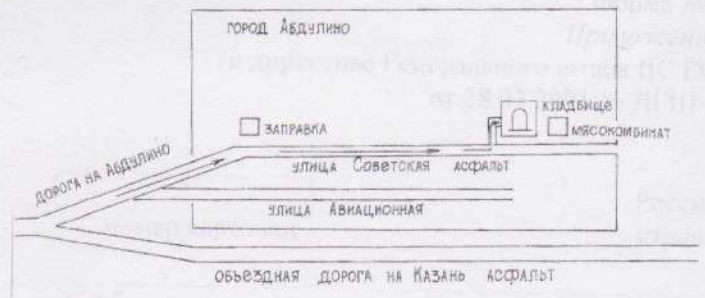 город Абдулино
кладбище
заправка
мясокомбинат
дорога на Абдулино
улица Советская асфальт
улица Авиационная
объездная дорога на Казань асфальт